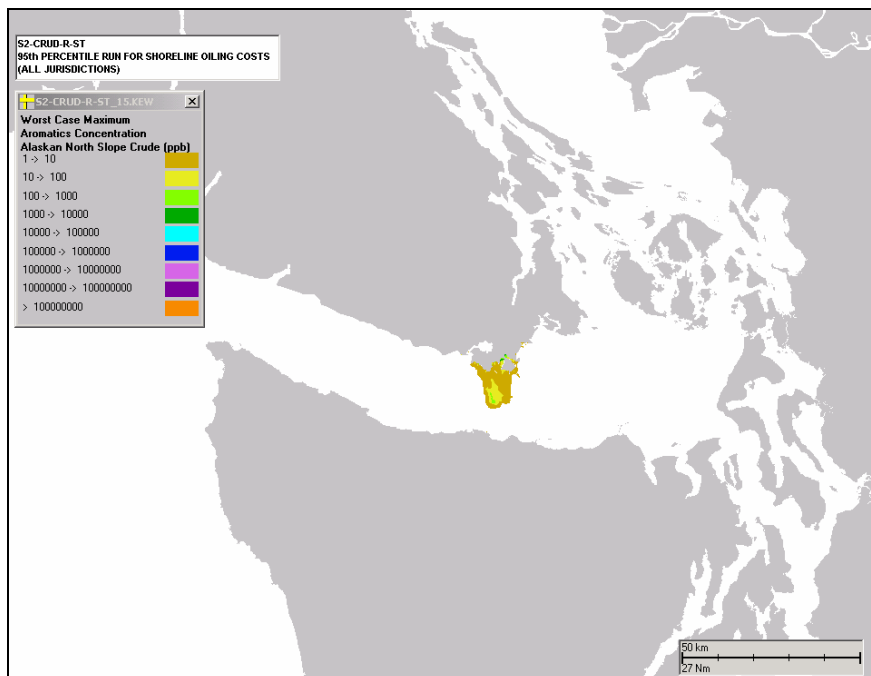 S2-CRUD-R-ST
95th PERCENTILE RUN FOR SHORELINE OILING COSTS
(ALL JURISDICTIONS)
S2-CRUD-R-ST_15.KEW
Worst Case Maximum
Aromatics Concentration
Alaskan North Slope Crude (ppb)
1 -> 10
10 -> 100
100 -> 1000
1000 -> 10000
10000 -> 100000
100000 -> 1000000
1000000 -> 10000000
10000000 -> 100000000
> 100000000
50 km
27 Nm